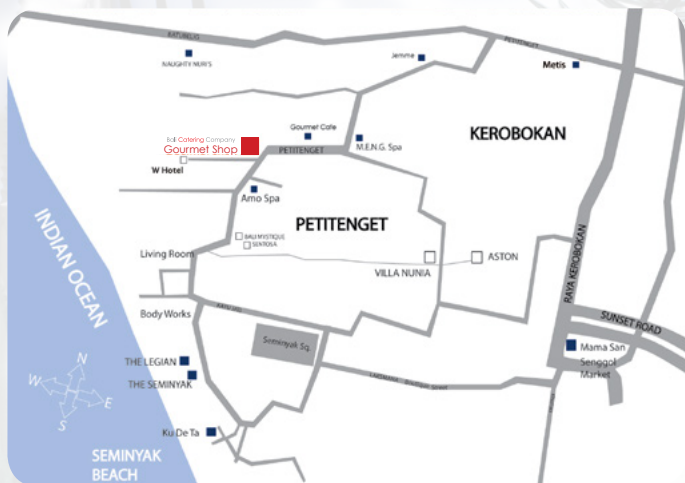 BATUBELIG
PETITENGET
NAUGHTY NURI'S
Jemme
Metis
Bali Catering Company
Gourmet Shop
Gourmet Cafe
M.E.N.G. Spa
PETITENGET
KEROBOKAN
W Hotel
Amo Spa
PETITENGET
BALI MYSTIQUE
SENTOSA
Living Room
VILLA NUNIA
ASTON
RAYA KEROBOKAN
INDIAN OCEAN
Body Works
SUNSET ROAD
Seminyak Sq.
Mama San
Senggol
Market
THE LEGIAN
THE SEMINYAK
N
W
E
S
Ku De Ta
SEMINYAK
BEACH